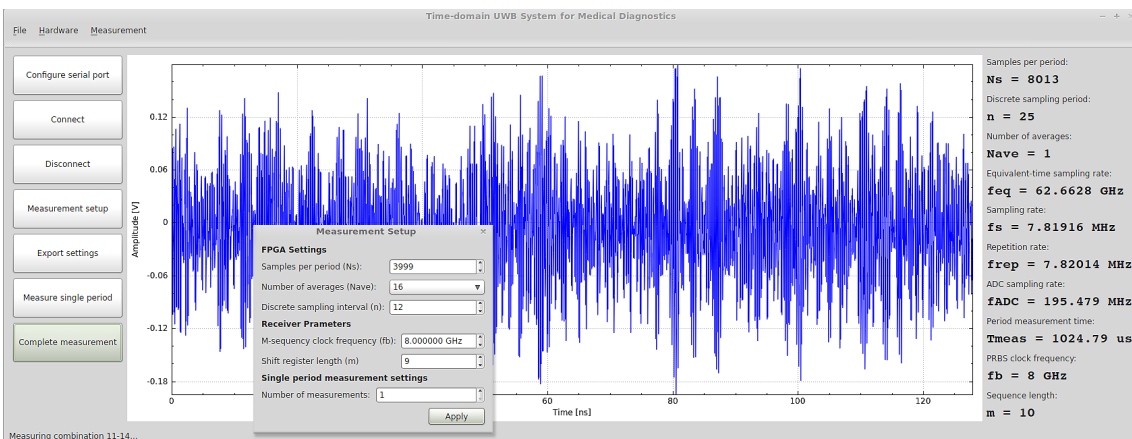 Time-domain UWB System for Medical Diagnostics
File Hardware Measurement
Configure serial port
Connect
Disconnect
Measurement setup
Export settings
Measure single period
Complete measurement
Amplitude [V]
0.12
0.06
0
-0.06
-0.12
-0.18
0 60 80 100 120
Time [ns]
Measurement Setup
FPGA Settings
Samples per period (Ns): 3999
Number of averages (Nave): 16
Discrete sampling interval (n): 12
Receiver Prameters
M-sequency clock frequency (fb): 8.000000 GHz
Shift register length (m) 9
Single period measurement settings
Number of measurements: 1
Apply
Samples per period:
Ns = 8013
Discrete sampling period:
n = 25
Number of averages:
Nave = 1
Equivalent-time sampling rate:
feq = 62.6628 GHz
Sampling rate:
fs = 7.81916 MHz
Repetition rate:
frep = 7.82014 MHz
ADC sampling rate:
fADC = 195.479 MHz
Period measurement time:
Tmeas = 1024.79 us
PRBS clock frequency:
fb = 8 GHz
Sequence length:
m = 10
Measuring combination 11-14...